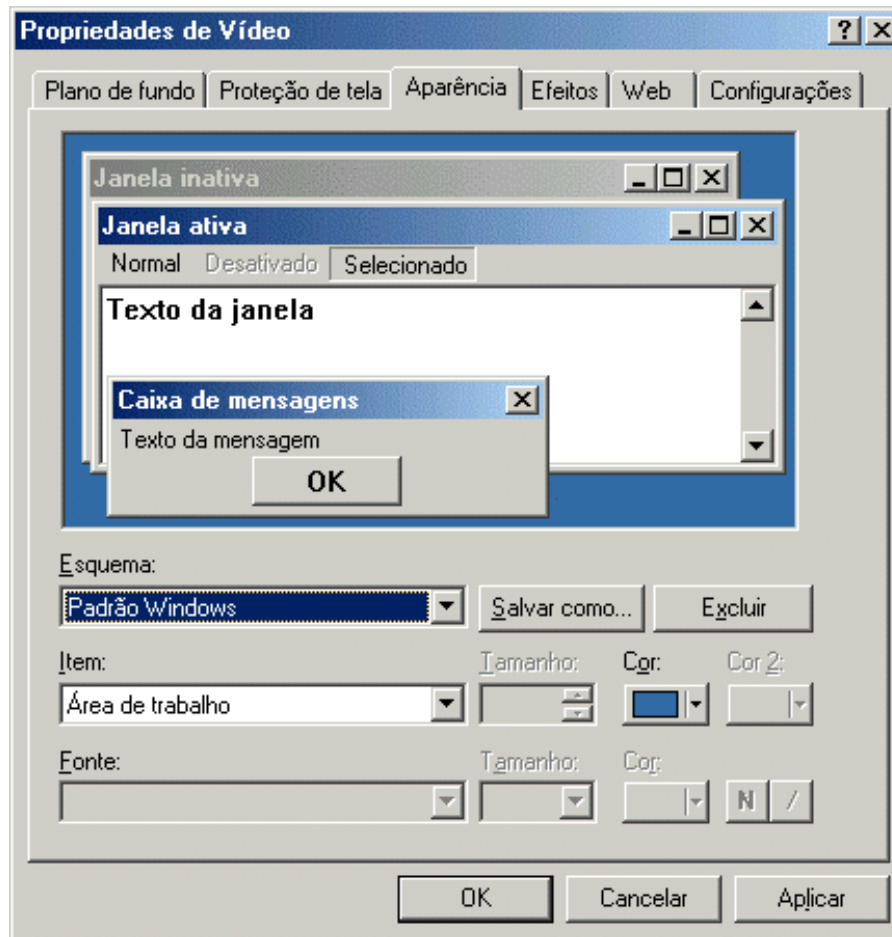 Propriedades de Vídeo
Plano de fundo Proteção de tela Aparência Efeitos Web Configurações
Janela inativa
Janela ativa
Normal Desativado Selecionado
Texto da janela
Caixa de mensagens
Texto da mensagem
OK
Esquema:
Padrão Windows Salvar como... Excluir
Item: Tamanho: Cor: Cor 2:
Área de trabalho
Fonte: Tamanho: Cor:
N /
OK Cancelar Aplicar